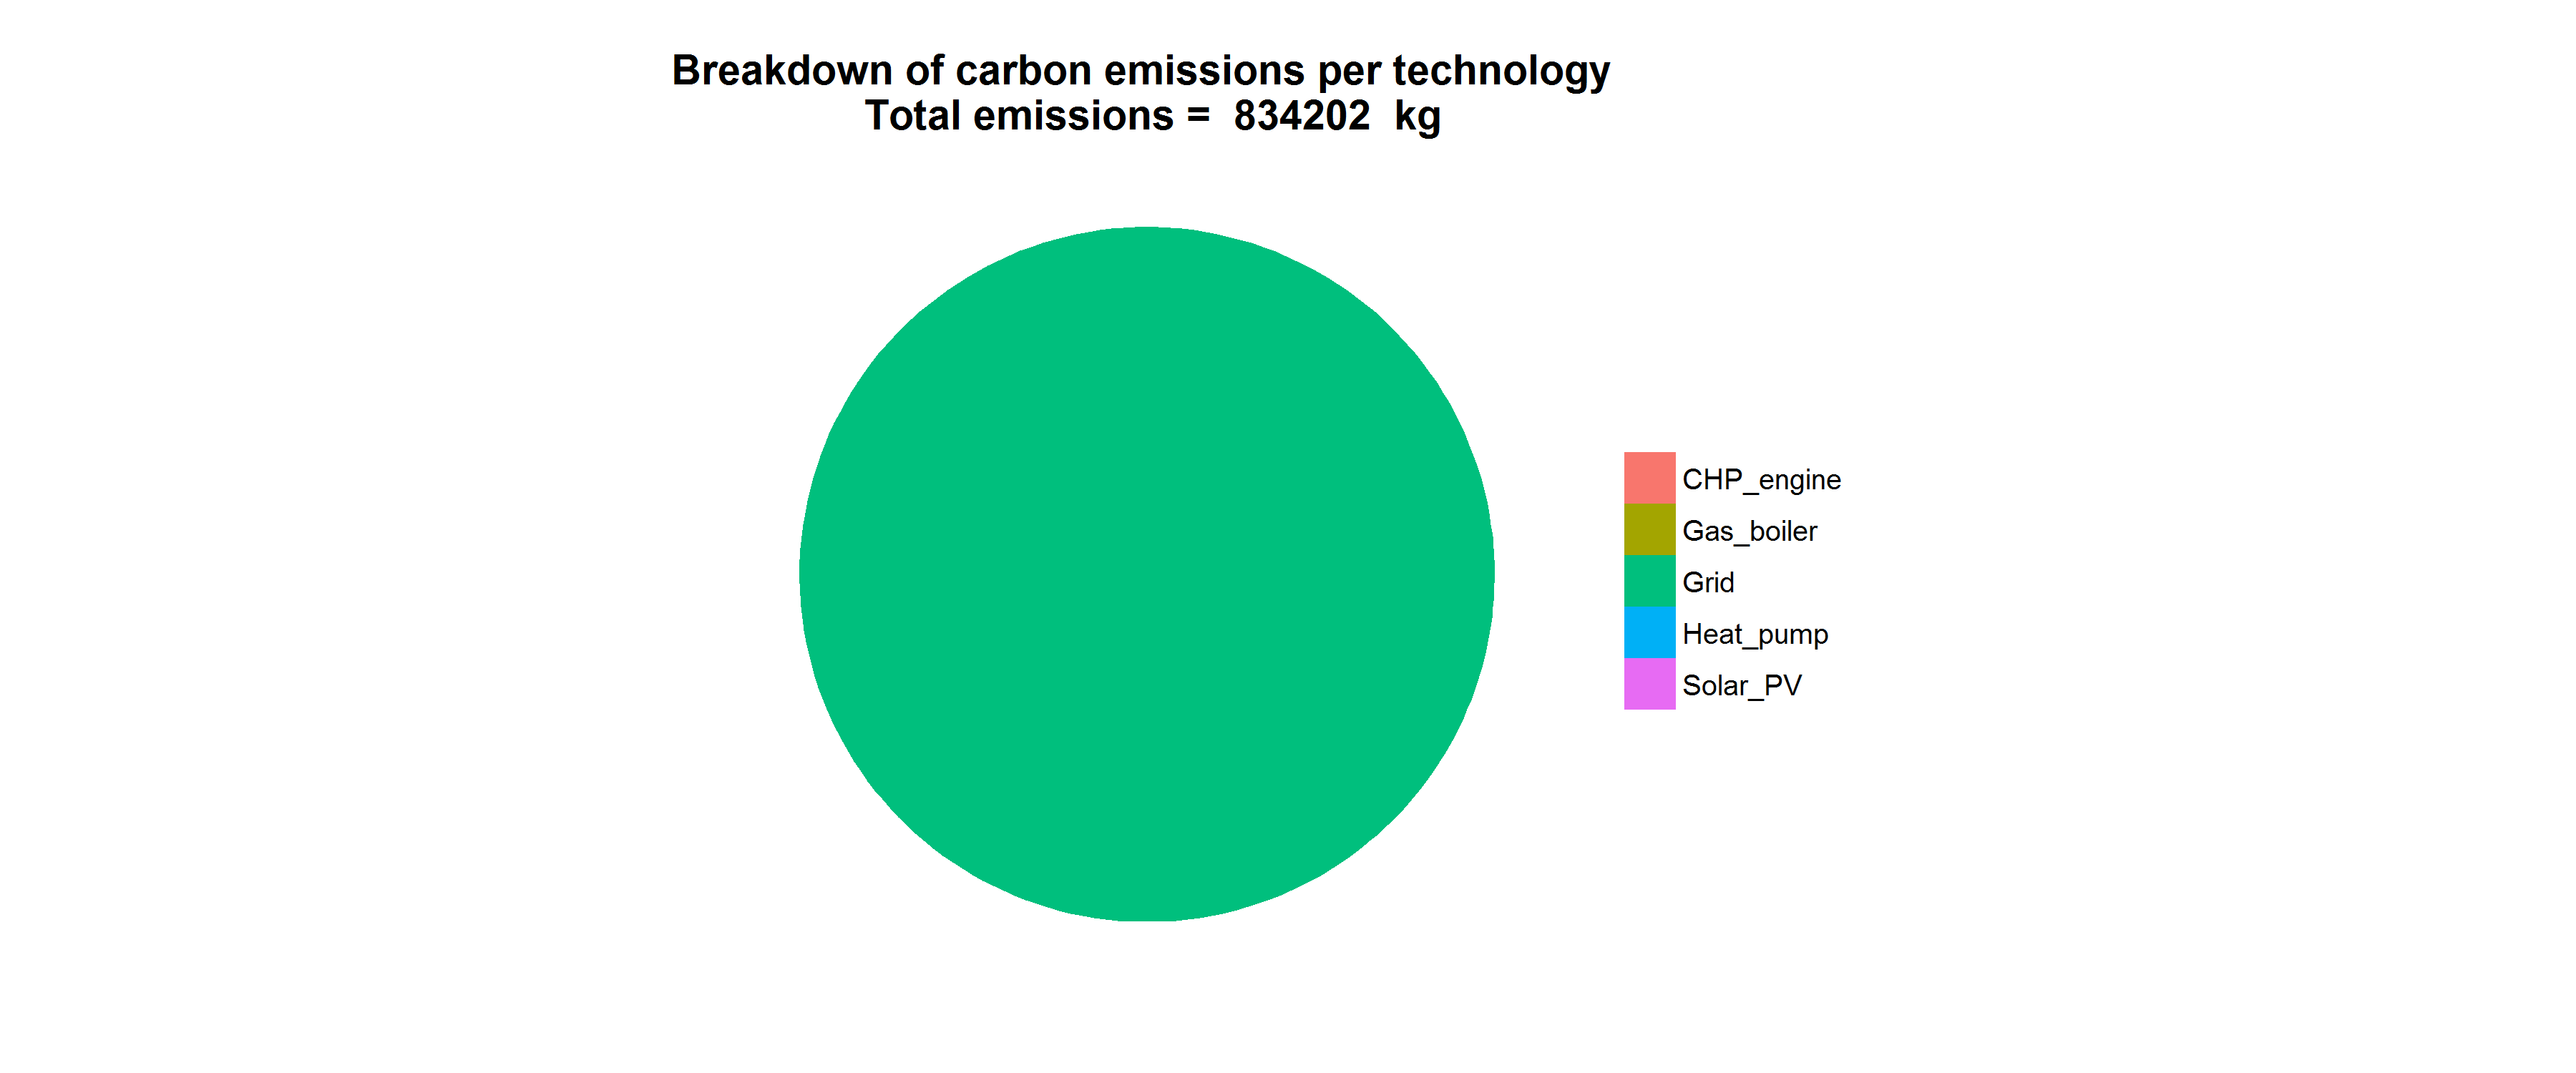 Breakdown of carbon emissions per technology
Total emissions =  834202  kg
CHP_engine
Gas_boiler
Grid
Heat_pump
Solar_PV